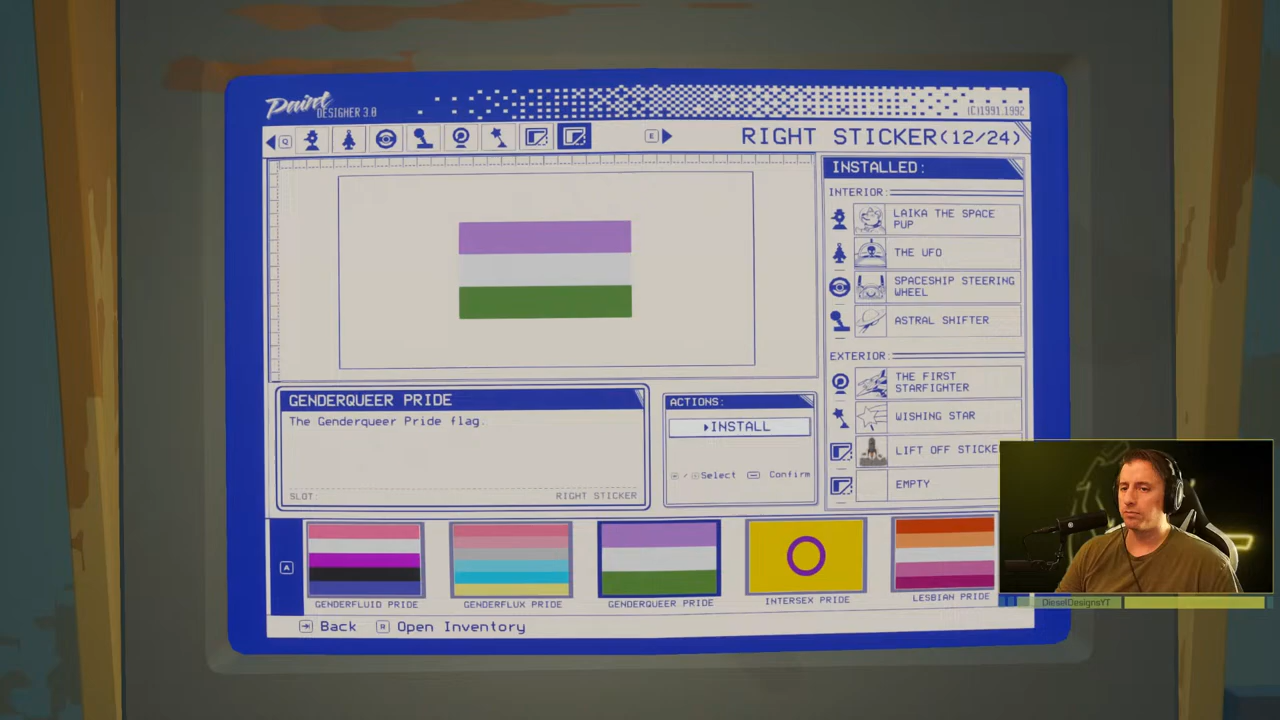 Paint
DESIGNER 3.0
(C)1991,1992
Q
E
RIGHT STICKER(12/24)
INSTALLED:
INTERIOR:
LAIKA THE SPACE
PUP
THE UFO
SPACESHIP STEERING
WHEEL
ASTRAL SHIFTER
EXTERIOR:
THE FIRST
STARFIGHTER
WISHING STAR
LIFT OFF STICKE
EMPTY
GENDERQUEER PRIDE
The Genderqueer Pride flag.
SLOT
RIGHT STICKER
ACTIONS:
INSTALL
Select
Confirm
A
GENDERFLUID PRIDE
GENDERFLUX PRIDE
GENDERQUEER PRIDE
INTERSEX PRIDE
LESBIAN PRIDE
Back
R Open Inventory
DieselDesignsYT